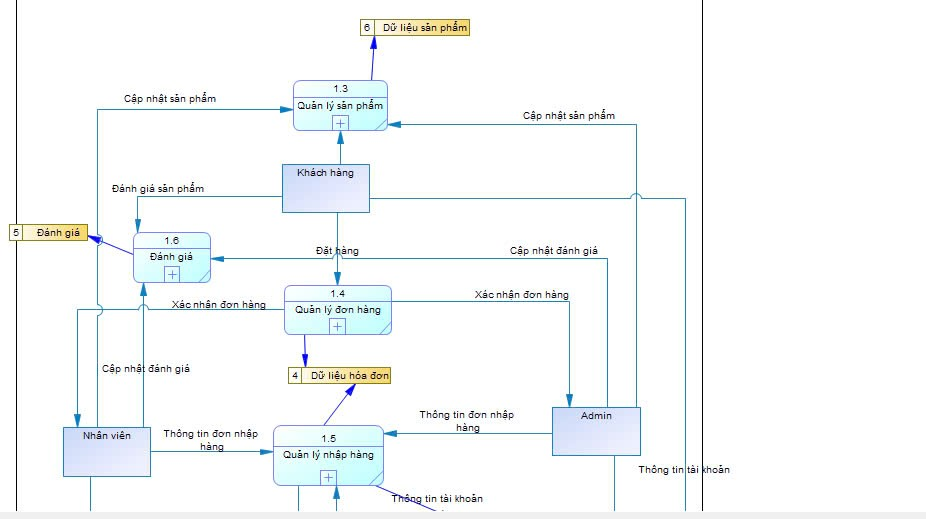 6 Dữ liệu sản phẩm
1.3
Quản lý sản phẩm
Cập nhật sản phẩm
Cập nhật sản phẩm
Khách hàng
Đánh giá sản phẩm
5 Đánh giá
1.6
Đánh giá
Đặt hàng
Cập nhật đánh giá
1.4
Quản lý đơn hàng
Xác nhận đơn hàng
Xác nhận đơn hàng
Cập nhật đánh giá
4 Dữ liệu hóa đơn
Thông tin đơn nhập
hàng
Admin
Nhân viên
Thông tin đơn nhập
hàng
1.5
Quản lý nhập hàng
Thông tin tài khoản
Thông tin tài khoản